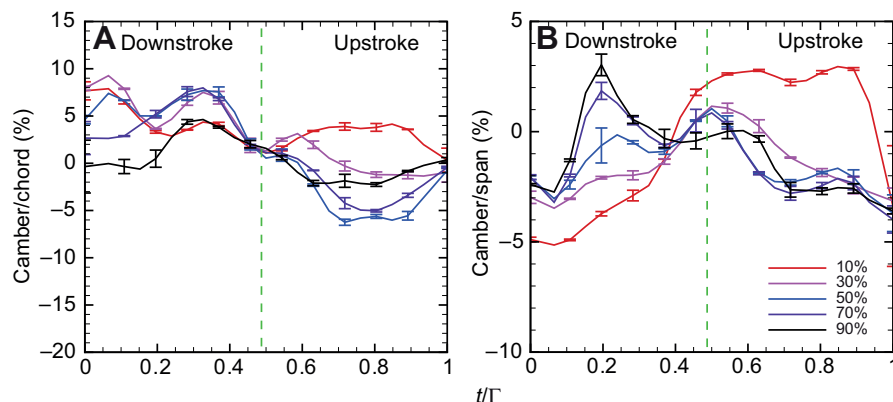 A Downstroke Upstroke
B Downstroke Upstroke
Camber/chord (%)
20
15
10
5
0
–5
–10
–15
–20
0 0.2 0.4 0.6 0.8 1
Camber/span (%)
5
0
–5
–10
0 0.2 0.4 0.6 0.8 1
10%
30%
50%
70%
90%
t/Γ